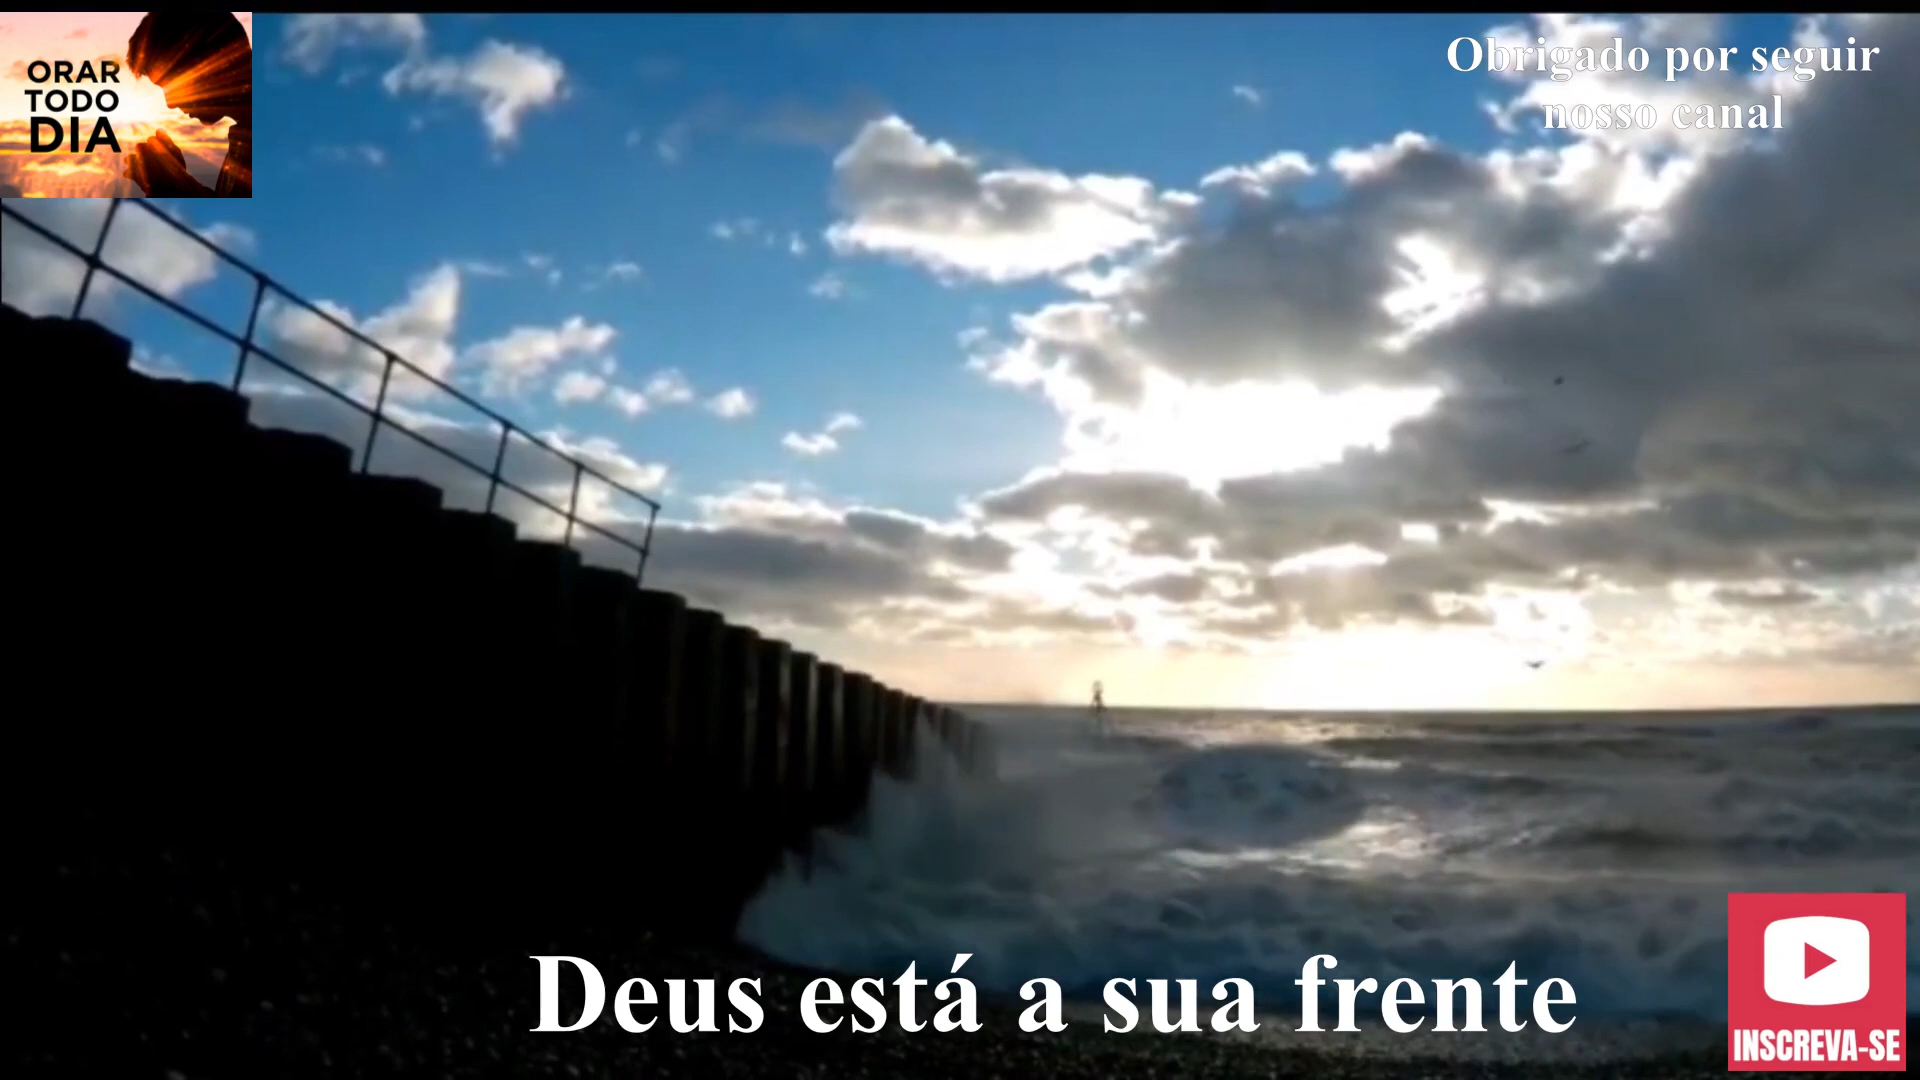 ORAR
TODO
DIA
Obrigado por seguir
nosso canal
Deus está a sua frente
INSCREVA-SE